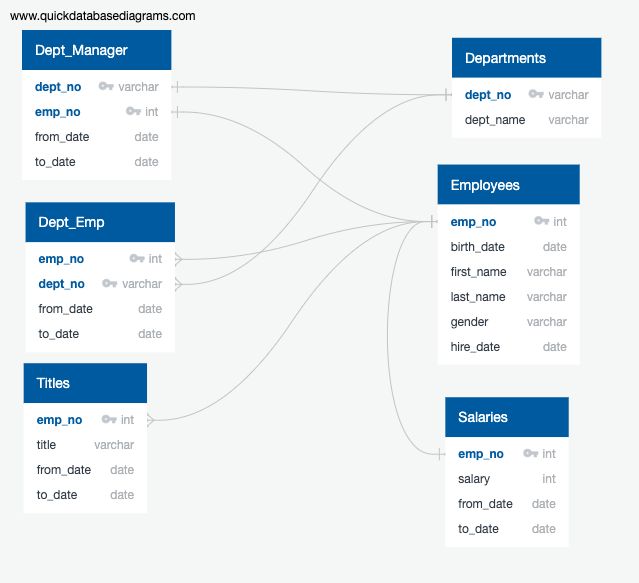 www.quickdatabasediagrams.com
Dept_Manager
dept_no varchar
emp_no int
from_date date
to_date date
Departments
dept_no varchar
dept_name varchar
Employees
emp_no int
birth_date date
first_name varchar
last_name varchar
gender varchar
hire_date date
Dept_Emp
emp_no int
dept_no varchar
from_date date
to_date date
Titles
emp_no int
title varchar
from_date date
to_date date
Salaries
emp_no int
salary int
from_date date
to_date date